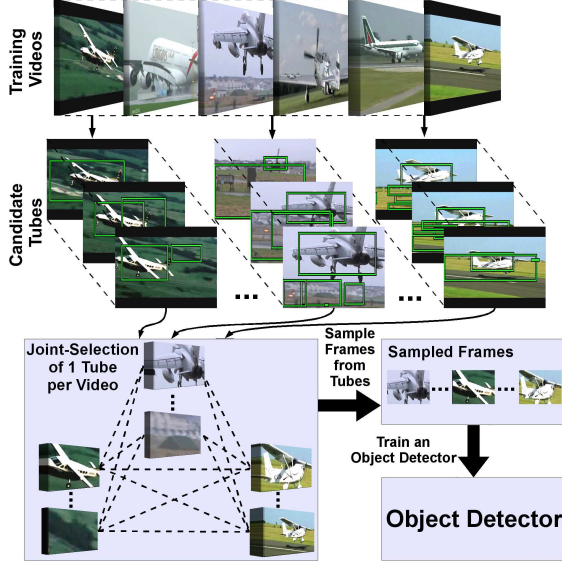 Training
Videos
Candidate
Tubes
...
...
Joint-Selection
of 1 Tube
per Video
Sample
Frames
from
Tubes
Sampled Frames
Train an
Object Detector
Object Detector